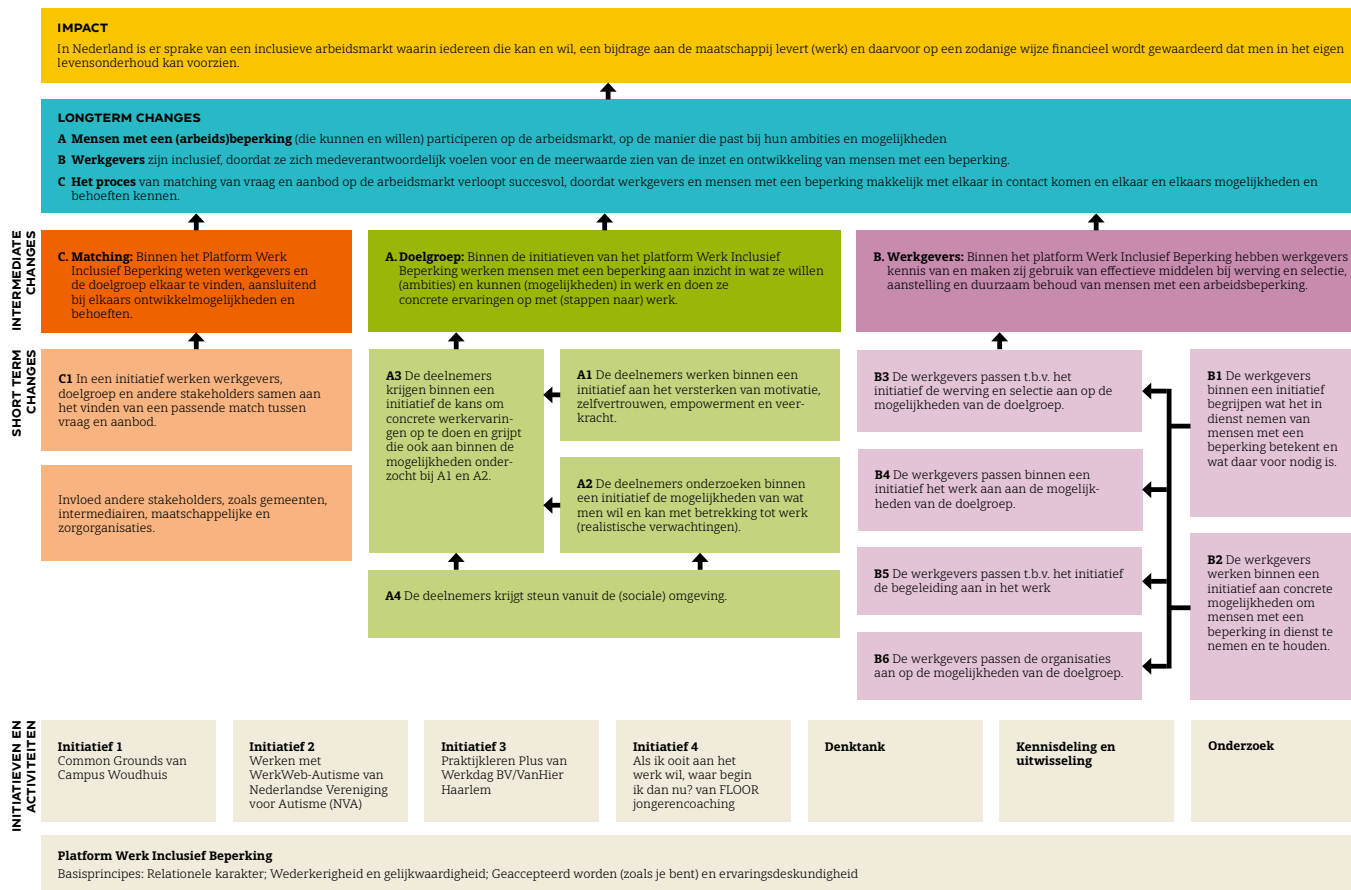 IMPACT
In Nederland is er sprake van een inclusieve arbeidsmarkt waarin iedereen die kan en wil, een bijdrage aan de maatschappij levert (werk) en daarvoor op een zodanige wijze financieel wordt gewaardeerd dat men in het eigen
levensonderhoud kan voorzien.
LONGTERM CHANGES
A Mensen met een (arbeids)beperking (die kunnen en willen) participeren op de arbeidsmarkt, op de manier die past bij hun ambities en mogelijkheden
B Werkgevers zijn inclusief, doordat ze zich medeverantwoordelijk voelen voor en de meerwaarde zien van de inzet en ontwikkeling van mensen met een beperking.
C Het proces van matching van vraag en aanbod op de arbeidsmarkt verloopt succesvol, doordat werkgevers en mensen met een beperking makkelijk met elkaar in contact komen en elkaar en elkaars mogelijkheden en
behoeften kennen.
INTERMEDIATE
CHANGES
C. Matching: Binnen het Platform Werk
Inclusief Beperking weten werkgevers en
de doelgroep elkaar te vinden, aansluitend
bij elkaars ontwikkelmogelijkheden en
behoeften.
A. Doelgroep: Binnen de initiatieven van het platform Werk Inclusief
Beperking werken mensen met een beperking aan inzicht in wat ze willen
(ambities) en kunnen (mogelijkheden) in werk en doen ze
concrete ervaringen op met (stappen naar) werk.
B. Werkgevers: Binnen het platform Werk Inclusief Beperking hebben werkgevers
kennis van en maken zij gebruik van effectieve middelen bij werving en selectie,
aanstelling en duurzaam behoud van mensen met een arbeidsbeperking.
SHORT TERM
CHANGES
C1 In een initiatief werken werkgevers,
doelgroep en andere stakeholders samen aan
het vinden van een passende match tussen
vraag en aanbod.
Invloed andere stakeholders, zoals gemeenten,
intermediairen, maatschappelijke en
zorgorganisaties.
A3 De deelnemers
krijgen binnen een
initiatief de kans om
concrete werkervarin-
gen op te doen en grijpt
die ook aan binnen de
mogelijkheden onder-
zocht bij A1 en A2.
A1 De deelnemers werken binnen een
initiatief aan het versterken van motivatie,
zelfvertrouwen, empowerment en veer-
kracht.
A2 De deelnemers onderzoeken binnen
een initiatief de mogelijkheden van wat
men wil en kan met betrekking tot werk
(realistische verwachtingen).
A4 De deelnemers krijgt steun vanuit de (sociale) omgeving.
B3 De werkgevers passen t.b.v. het
initiatief de werving en selectie aan op de
mogelijkheden van de doelgroep.
B4 De werkgevers passen binnen een
initiatief het werk aan aan de mogelijk-
heden van de doelgroep.
B5 De werkgevers passen t.b.v. het initiatief
de begeleiding aan in het werk
B6 De werkgevers passen de organisaties
aan op de mogelijkheden van de doelgroep.
B1 De werkgevers
binnen een initiatief
begrijpen wat het in
dienst nemen van
mensen met een
beperking betekent en
wat daar voor nodig is.
B2 De werkgevers
werken binnen een
initiatief aan concrete
mogelijkheden om
mensen met een
beperking in dienst te
nemen en te houden.
INITIATIEVEN EN
ACTIVITEITEN
Initiatief 1
Common Grounds van
Campus Woudhuis
Initiatief 2
Werken met
WerkWeb-Autisme van
Nederlandse Vereniging
voor Autisme (NVA)
Initiatief 3
Praktijkleren Plus van
Werkdag BV/VanHier
Haarlem
Initiatief 4
Als ik ooit aan het
werk wil, waar begin
ik dan nu? van FLOOR
jongerencoaching
Denktank
Kennisdeling en
uitwisseling
Onderzoek
Platform Werk Inclusief Beperking
Basisprincipes: Relationele karakter; Wederkerigheid en gelijkwaardigheid; Geaccepteerd worden (zoals je bent) en ervaringsdeskundigheid